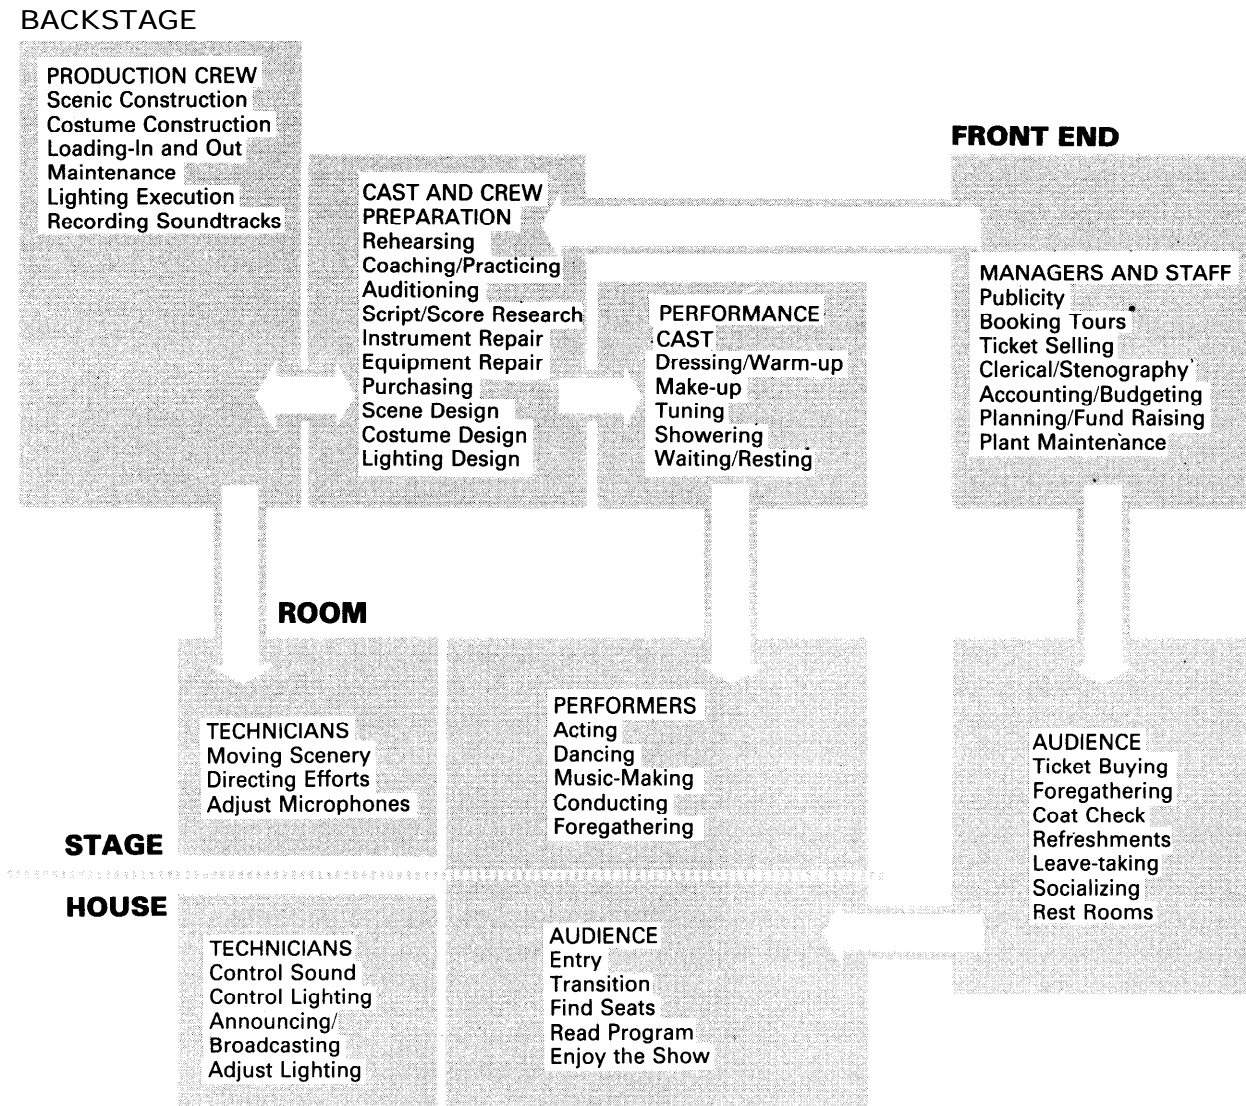 BACKSTAGE
PRODUCTION CREW
Scenic Construction
Costume Construction
Loading-In and Out
Maintenance
Lighting Execution
Recording Soundtracks
CAST AND CREW
PREPARATION
Rehearsing
Coaching/Practicing
Auditioning
Script/Score Research
Instrument Repair
Equipment Repair
Purchasing
Scene Design
Costume Design
Lighting Design
PERFORMANCE
CAST
Dressing/Warm-up
Make-up
Tuning
Showering
Waiting/Resting
FRONT END
MANAGERS AND STAFF
Publicity
Booking Tours
Ticket Selling
Clerical/Stenography
Accounting/Budgeting
Planning/Fund Raising
Plant Maintenance
ROOM
TECHNICIANS
Moving Scenery
Directing Efforts
Adjust Microphones
PERFORMERS
Acting
Dancing
Music-Making
Conducting
Foregathering
AUDIENCE
Ticket Buying
Foregathering
Coat Check
Refreshments
Leave-taking
Socializing
Rest Rooms
STAGE
HOUSE
TECHNICIANS
Control Sound
Control Lighting
Announcing/
Broadcasting
Adjust Lighting
AUDIENCE
Entry
Transition
Find Seats
Read Program
Enjoy the Show